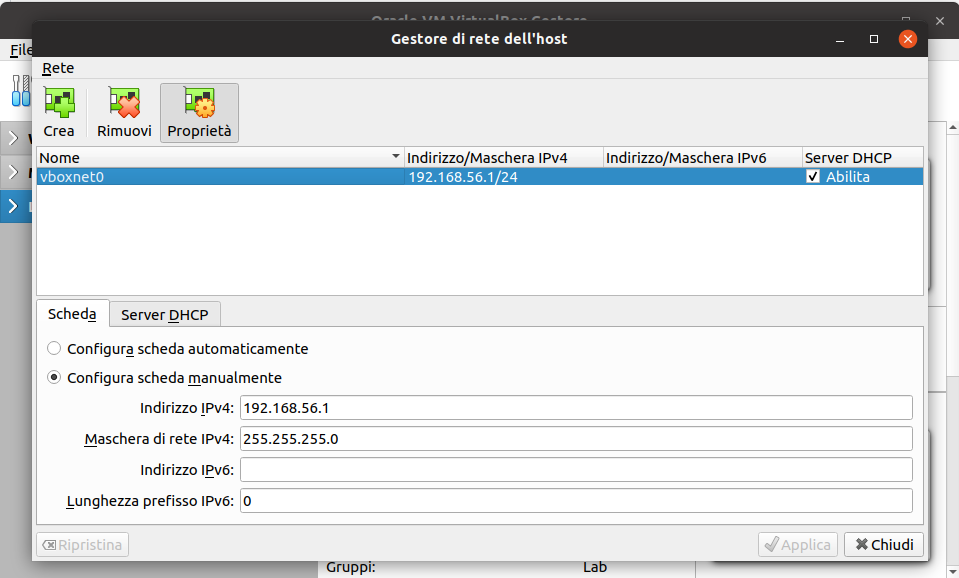 Oracle VM VirtualBox Gestore
Gestore di rete dell'host
File
Rete
Crea
Rimuovi
Proprietà
Nome Indirizzo/Maschera IPv4 Indirizzo/Maschera IPv6 Server DHCP
vboxnet0 192.168.56.1/24 Abilita
Scheda Server DHCP
Configura scheda automaticamente
Configura scheda manualmente
Indirizzo IPv4: 192.168.56.1
Maschera di rete IPv4: 255.255.255.0
Indirizzo IPv6:
Lunghezza prefisso IPv6: 0
Ripristina Applica Chiudi
Gruppi: Lab